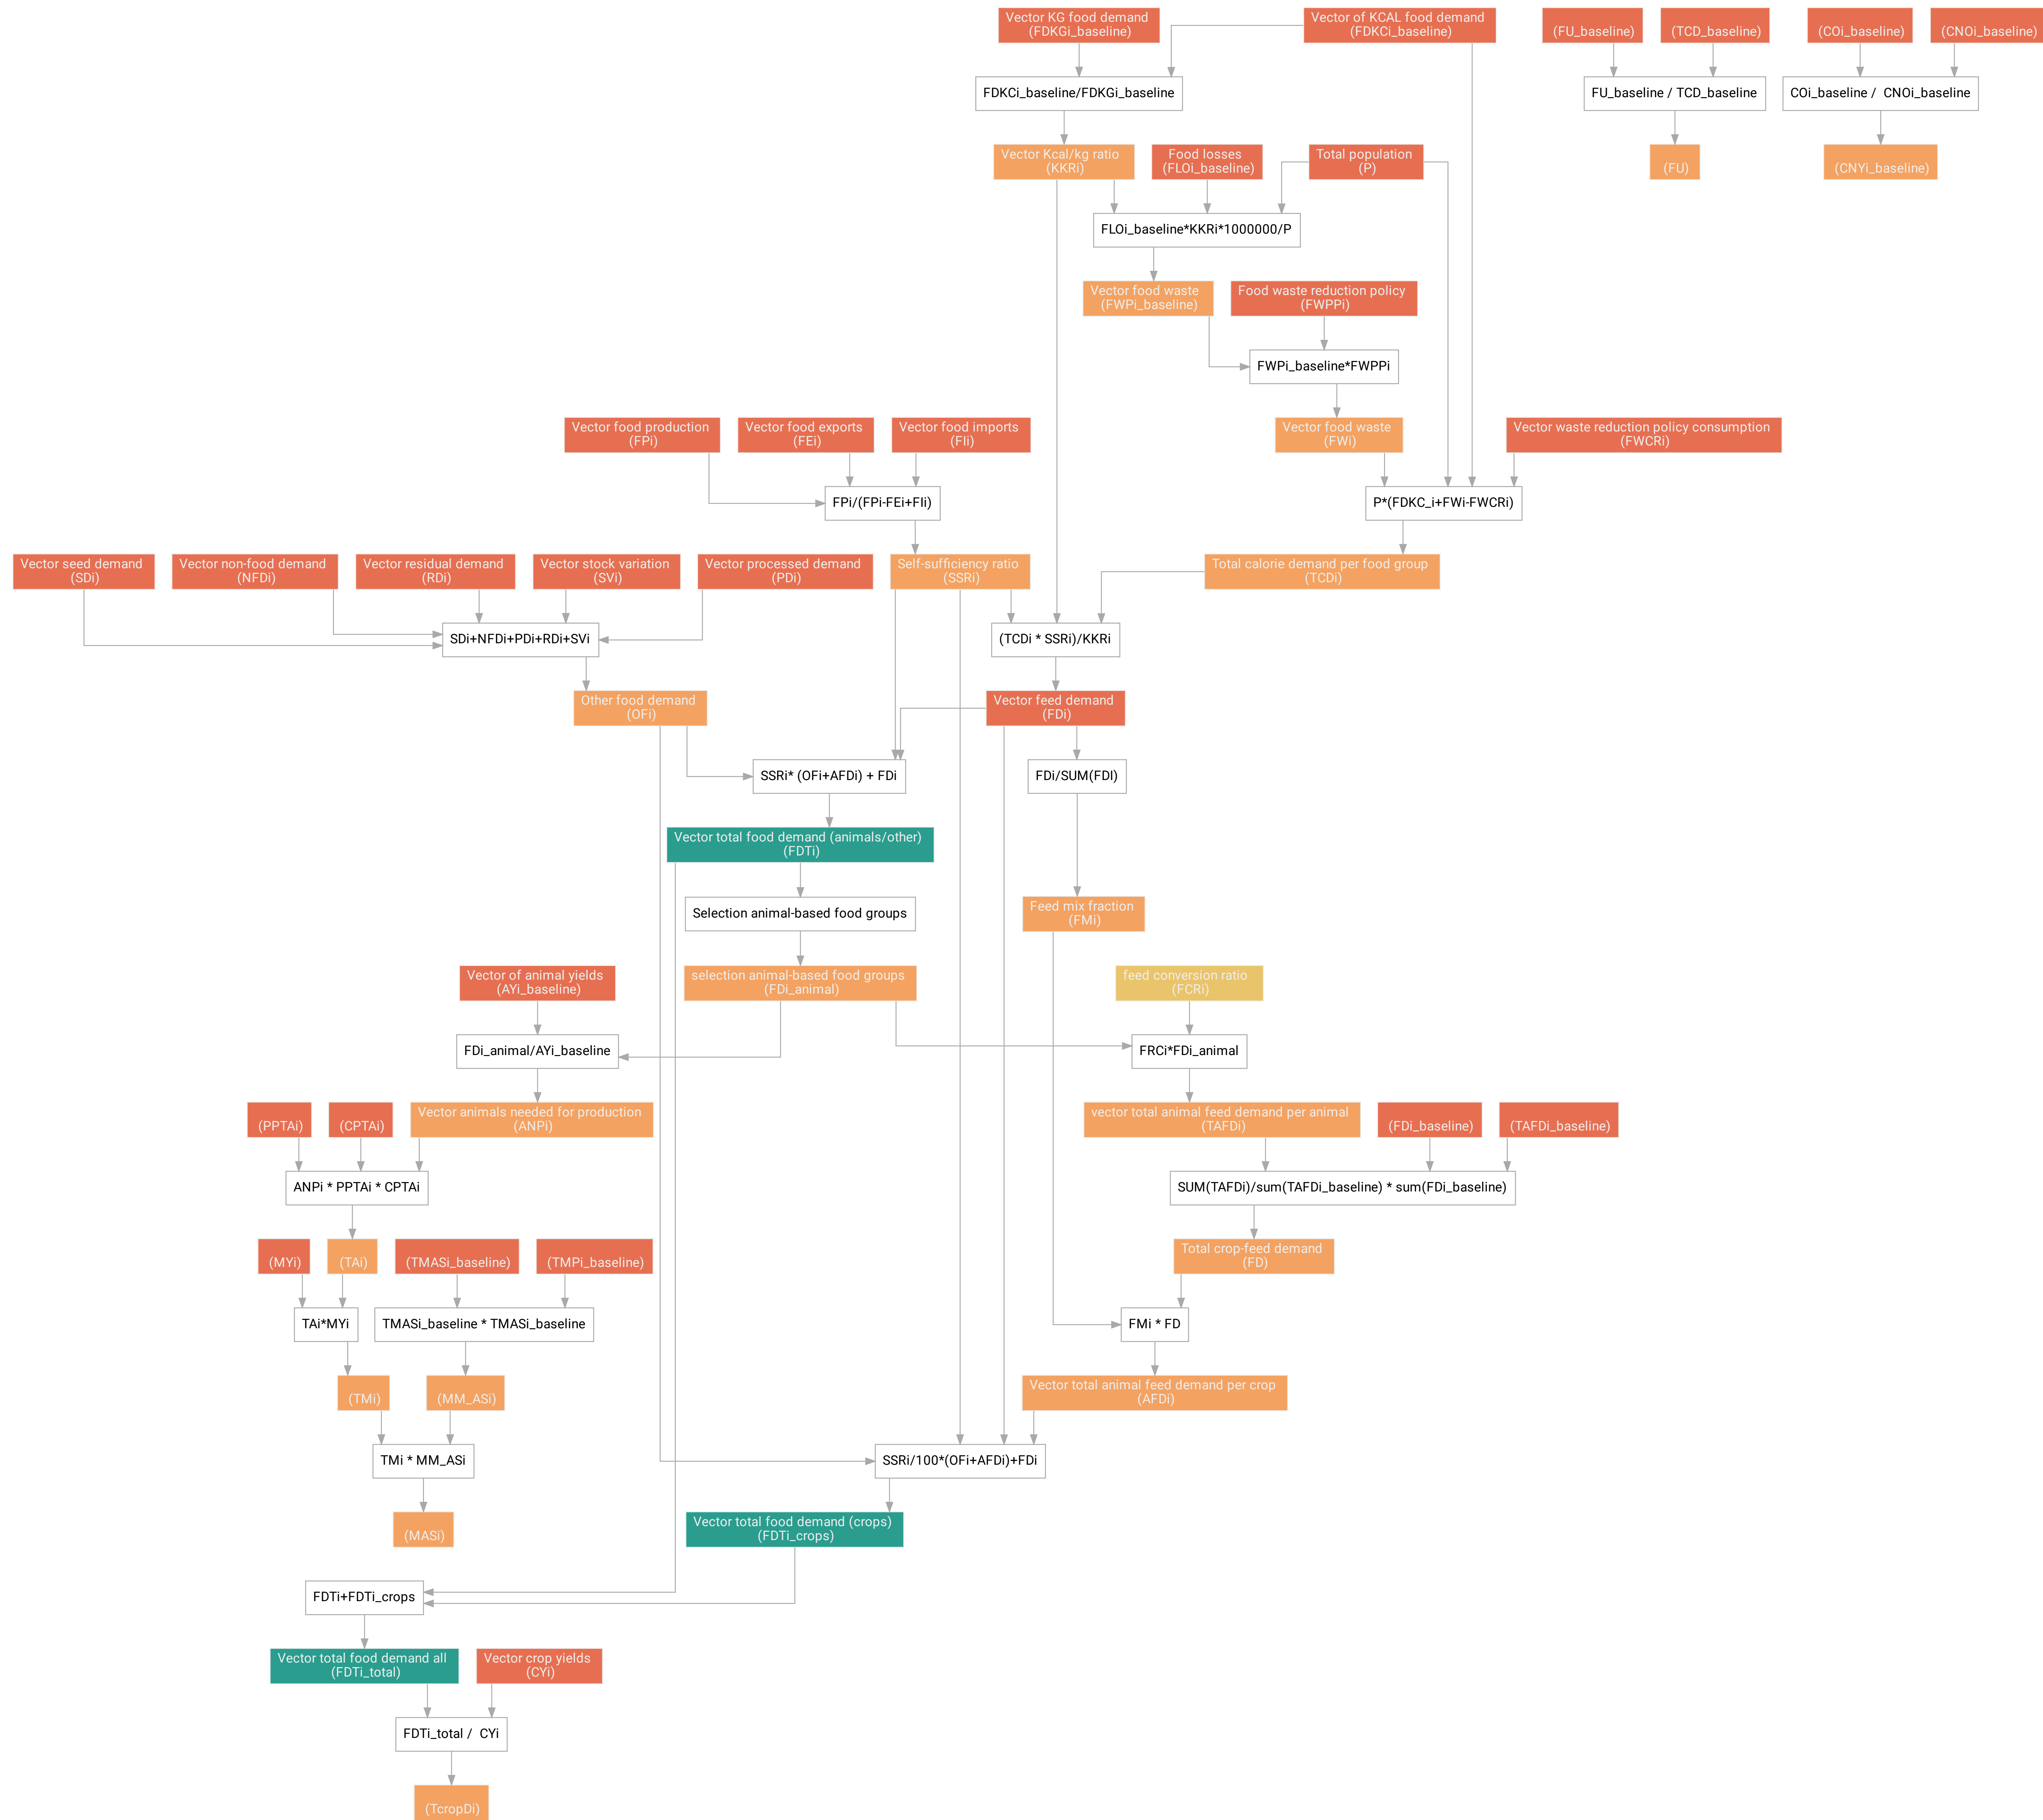 Vector KG food demand
(FDKGi_baseline)
Vector of KCAL food demand
(FDKCi_baseline)
(FU_baseline)
(TCD_baseline)
(COi_baseline)
(CNOi_baseline)
FDKCi_baseline/FDKGi_baseline
FU_baseline / TCD_baseline
COi_baseline /  CNOi_baseline
Vector Kcal/kg ratio
(KKRi)
Food losses
(FLOi_baseline)
Total population
(P)
(FU)
(CNYi_baseline)
FLOi_baseline*KKRi*1000000/P
Vector food waste
(FWPi_baseline)
Food waste reduction policy
(FWPPi)
FWPi_baseline*FWPPi
Vector food production
(FPi)
Vector food exports
(FEi)
Vector food imports
(FIi)
Vector food waste
(FWi)
Vector waste reduction policy consumption
(FWCRi)
FPi/(FPi-FEi+FIi)
P*(FDKC_i+FWi-FWCRi)
Vector seed demand
(SDi)
Vector non-food demand
(NFDi)
Vector residual demand
(RDi)
Vector stock variation
(SVi)
Vector processed demand
(PDi)
Self-sufficiency ratio
(SSRi)
Total calorie demand per food group
(TCDi)
SDi+NFDi+PDi+RDi+SVi
(TCDi * SSRi)/KKRi
Other food demand
(OFi)
Vector feed demand
(FDi)
SSRi* (OFi+AFDi) + FDi
FDi/SUM(FDI)
Vector total food demand (animals/other)
(FDTi)
Selection animal-based food groups
Feed mix fraction
(FMi)
Vector of animal yields
(AYi_baseline)
selection animal-based food groups
(FDi_animal)
feed conversion ratio
(FCRi)
FDi_animal/AYi_baseline
FRCi*FDi_animal
(PPTAi)
(CPTAi)
Vector animals needed for production
(ANPi)
vector total animal feed demand per animal
(TAFDi)
(FDi_baseline)
(TAFDi_baseline)
ANPi * PPTAi * CPTAi
SUM(TAFDi)/sum(TAFDi_baseline) * sum(FDi_baseline)
(MYi)
(TAi)
(TMASi_baseline)
(TMPi_baseline)
Total crop-feed demand
(FD)
TAi*MYi
TMASi_baseline * TMASi_baseline
FMi * FD
(TMi)
(MM_ASi)
Vector total animal feed demand per crop
(AFDi)
TMi * MM_ASi
SSRi/100*(OFi+AFDi)+FDi
(MASi)
Vector total food demand (crops)
(FDTi_crops)
FDTi+FDTi_crops
Vector total food demand all
(FDTi_total)
Vector crop yields
(CYi)
FDTi_total /  CYi
(TcropDi)